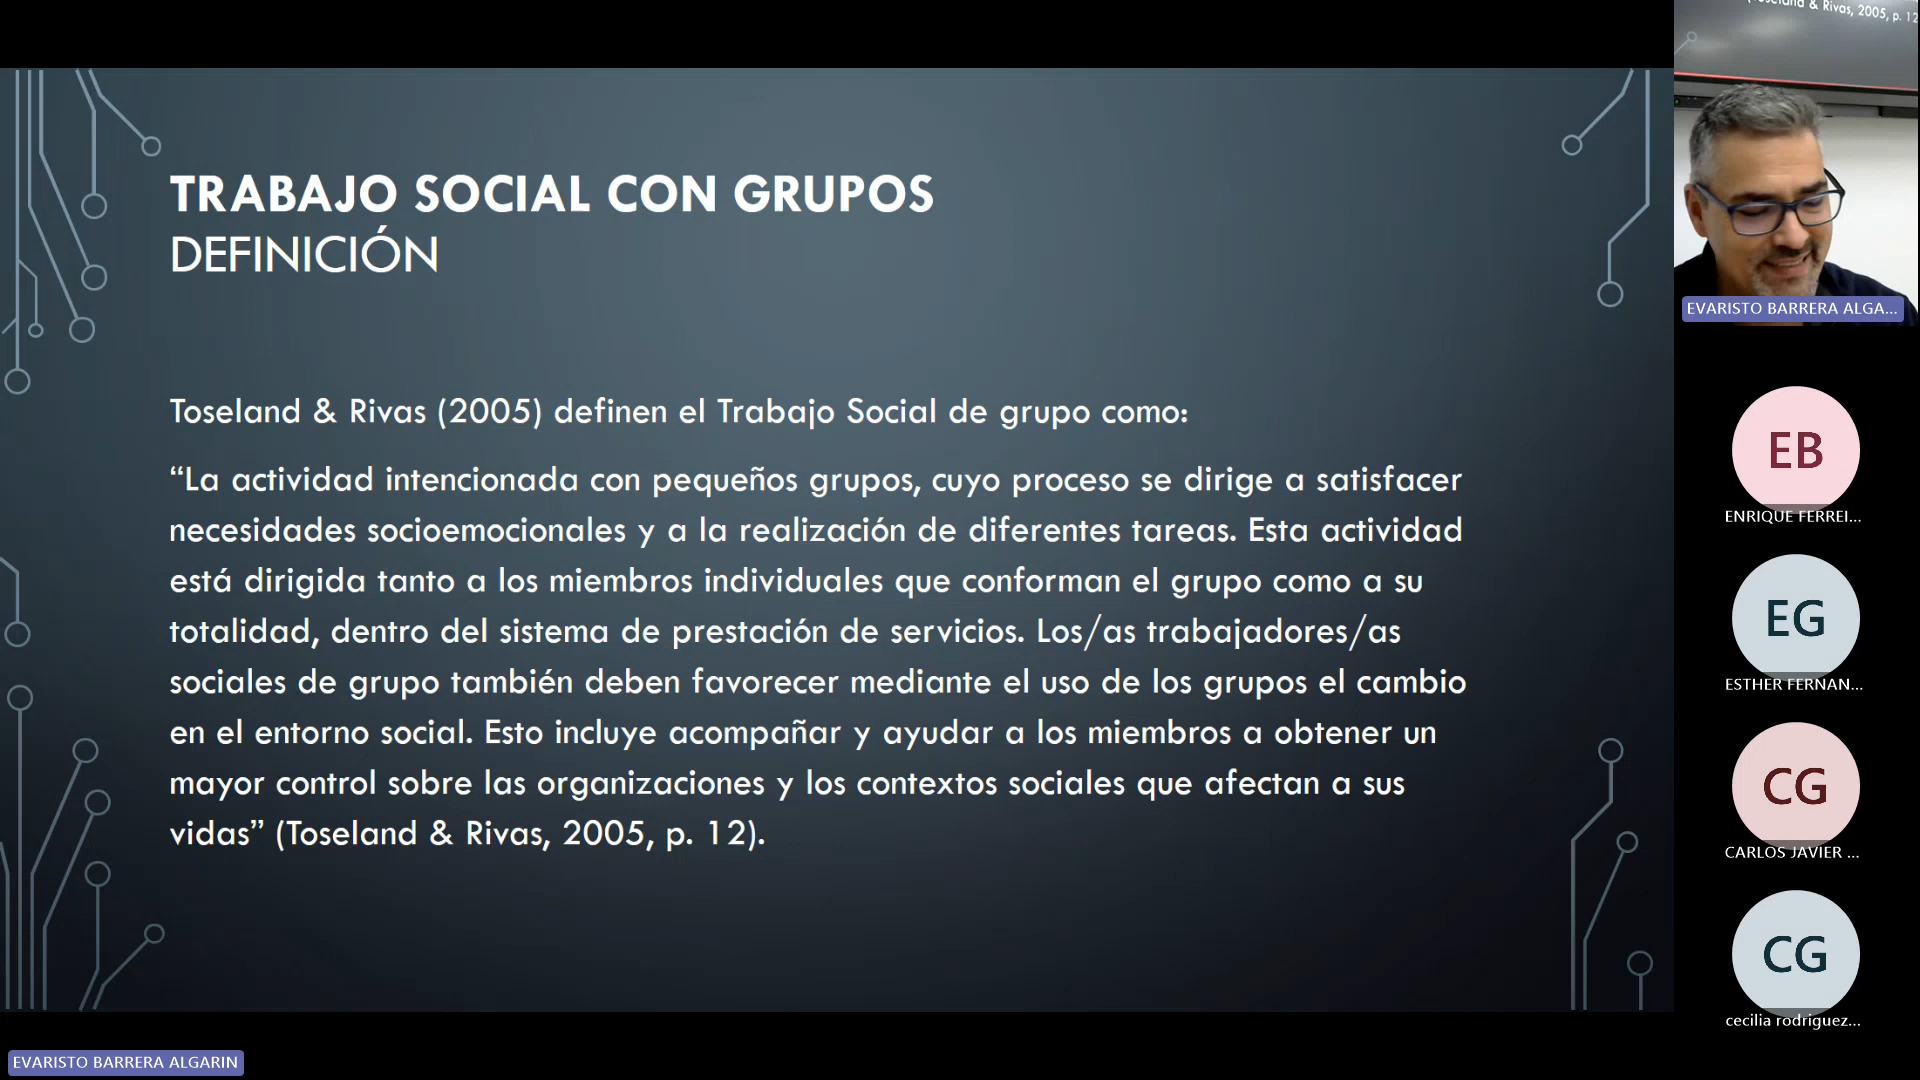 TRABAJO SOCIAL CON GRUPOS
DEFINICIÓN
Toseland & Rivas (2005) definen el Trabajo Social de grupo como:
“La actividad intencionada con pequeños grupos, cuyo proceso se dirige a satisfacer
necesidades socioemocionales y a la realización de diferentes tareas. Esta actividad
está dirigida tanto a los miembros individuales que conforman el grupo como a su
totalidad, dentro del sistema de prestación de servicios. Los/as trabajadores/as
sociales de grupo también deben favorecer mediante el uso de los grupos el cambio
en el entorno social. Esto incluye acompañar y ayudar a los miembros a obtener un
mayor control sobre las organizaciones y los contextos sociales que afectan a sus
vidas” (Toseland & Rivas, 2005, p. 12).
EVARISTO BARRERA ALGARIN
(Toseland & Rivas, 2005, p. 12
EVARISTO BARRERA ALGA...
EB
ENRIQUE FERREI...
EG
ESTHER FERNAN...
CG
CARLOS JAVIER ...
CG
cecilia rodriguez...